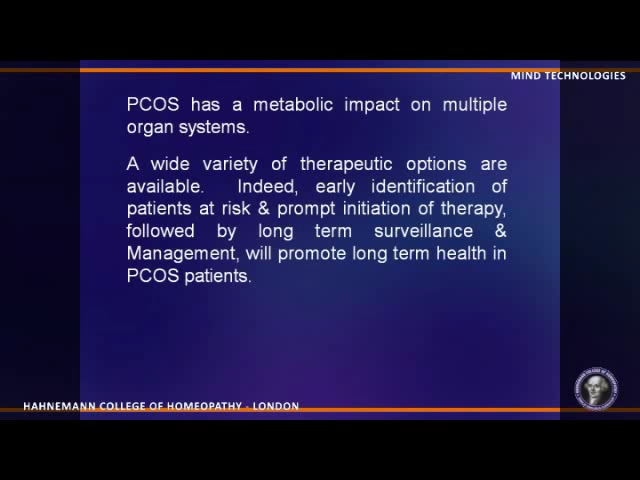 MIND TECHNOLOGIES
PCOS has a metabolic impact on multiple
organ systems.
A wide variety of therapeutic options are
available. Indeed, early identification of
patients at risk & prompt initiation of therapy,
followed by long term surveillance &
Management, will promote long term health in
PCOS patients.
HAHNEMANN COLLEGE OF HOMEOPATHY - LONDON